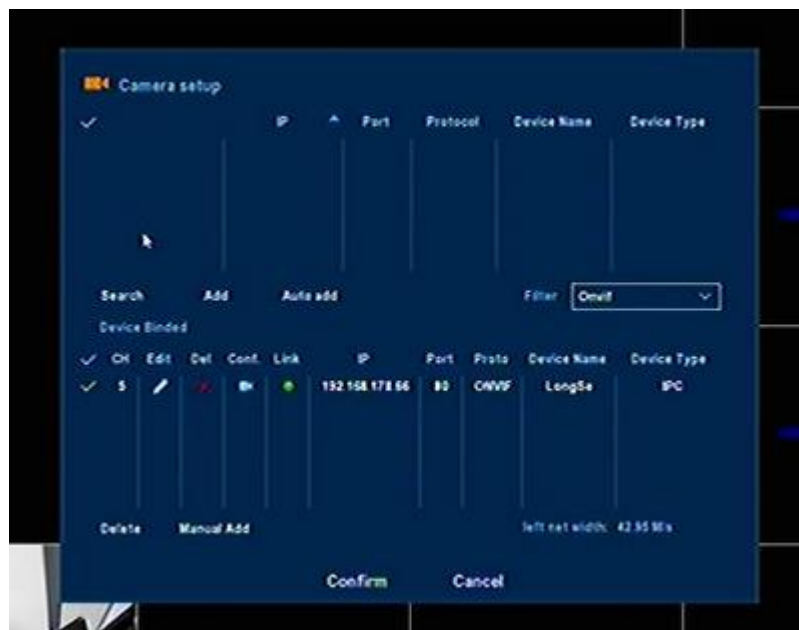 Camera setup
IP Port Protocol Device Name Device Type
Search Add Auto add Filter Onvif
Device Binded
CH Edit Del Conf. Link IP Port Proto Device Name Device Type
5 192.168.178.66 80 ONVIF LongSe IPC
Delete Manual Add left net width: 42.95 M/s
Confirm Cancel